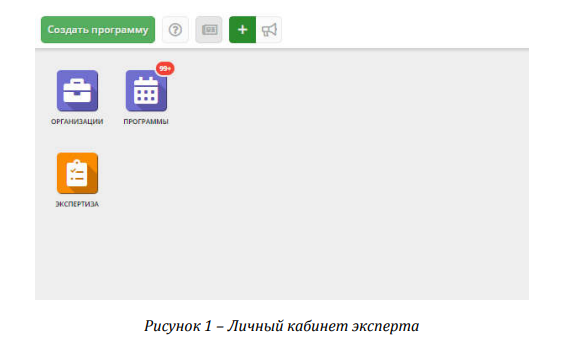 Создать программу
99+
ОРГАНИЗАЦИИ
ПРОГРАММЫ
ЭКСПЕРТИЗА
Рисунок 1 – Личный кабинет эксперта